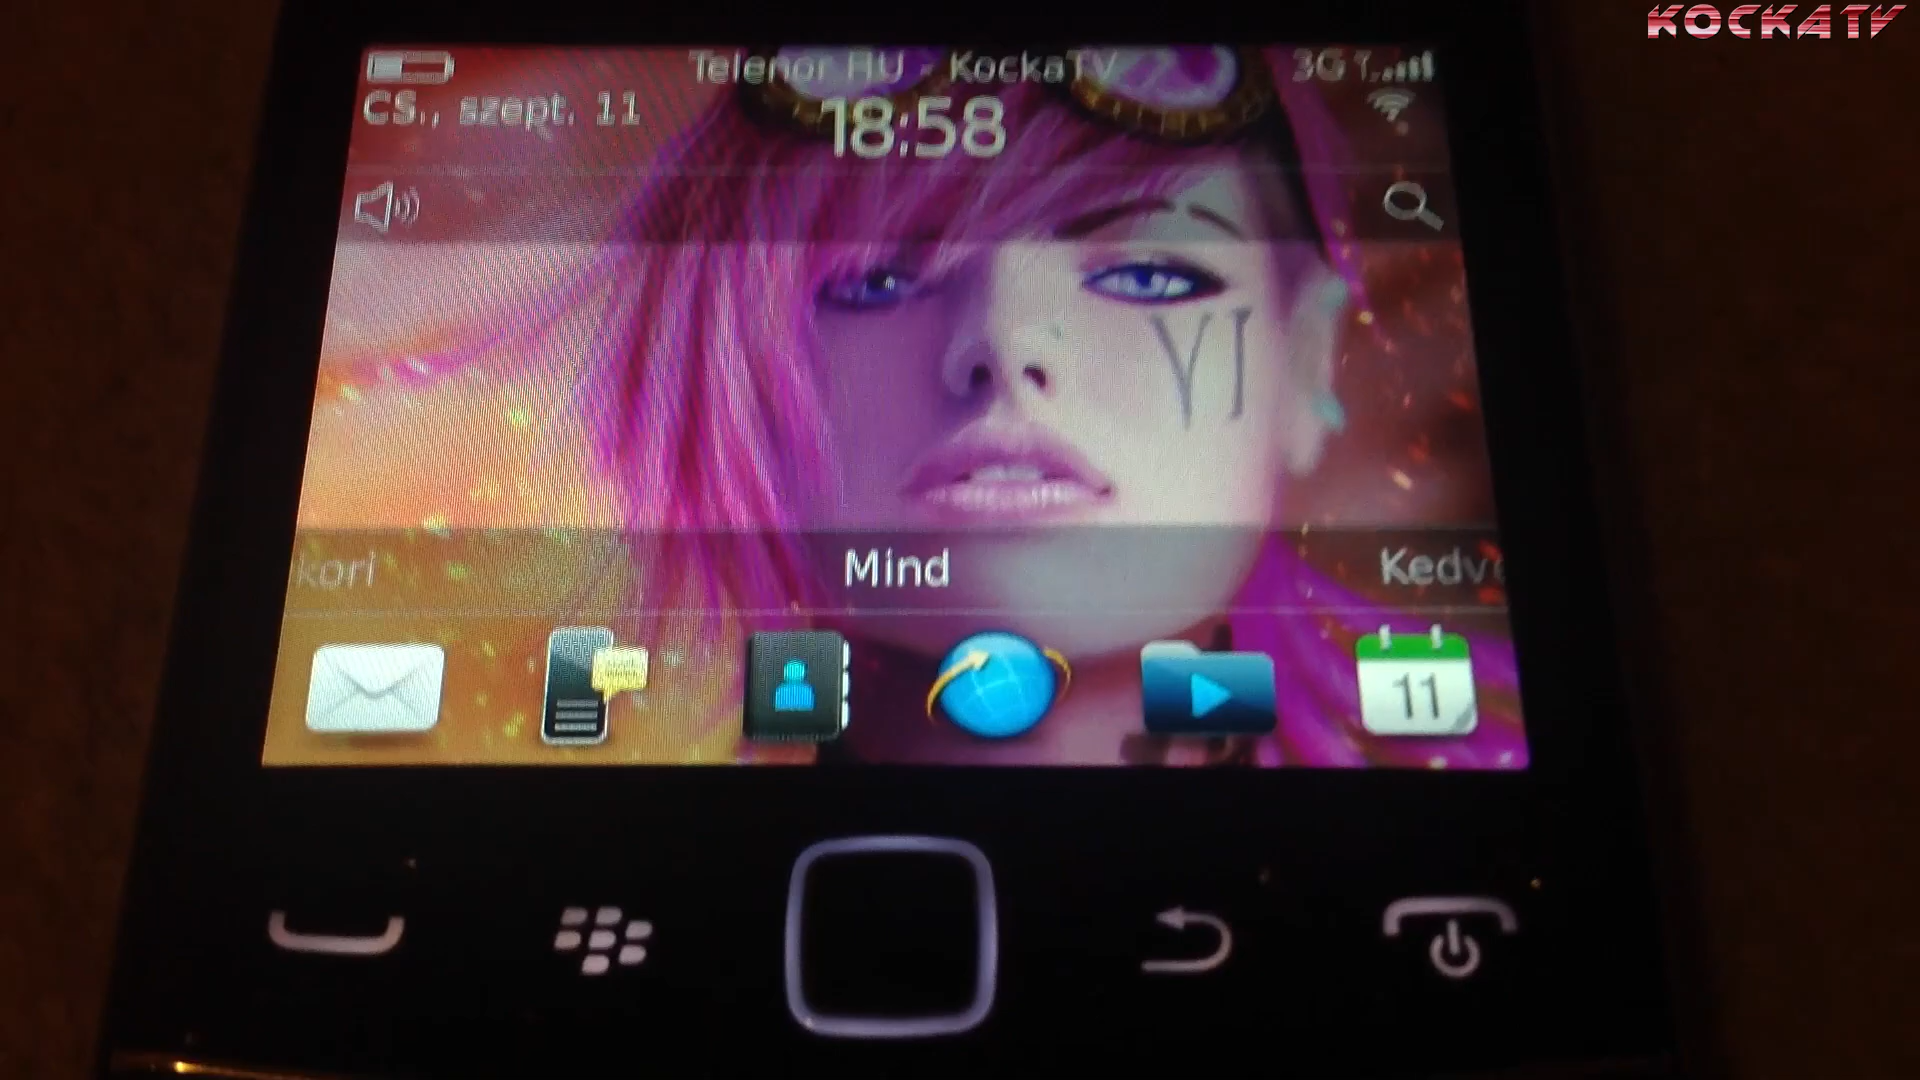 KOCKATV
Telenor HU - KockaTV
3G
CS., szept. 11
18:58
VI
kori
Mind
Kedv
11